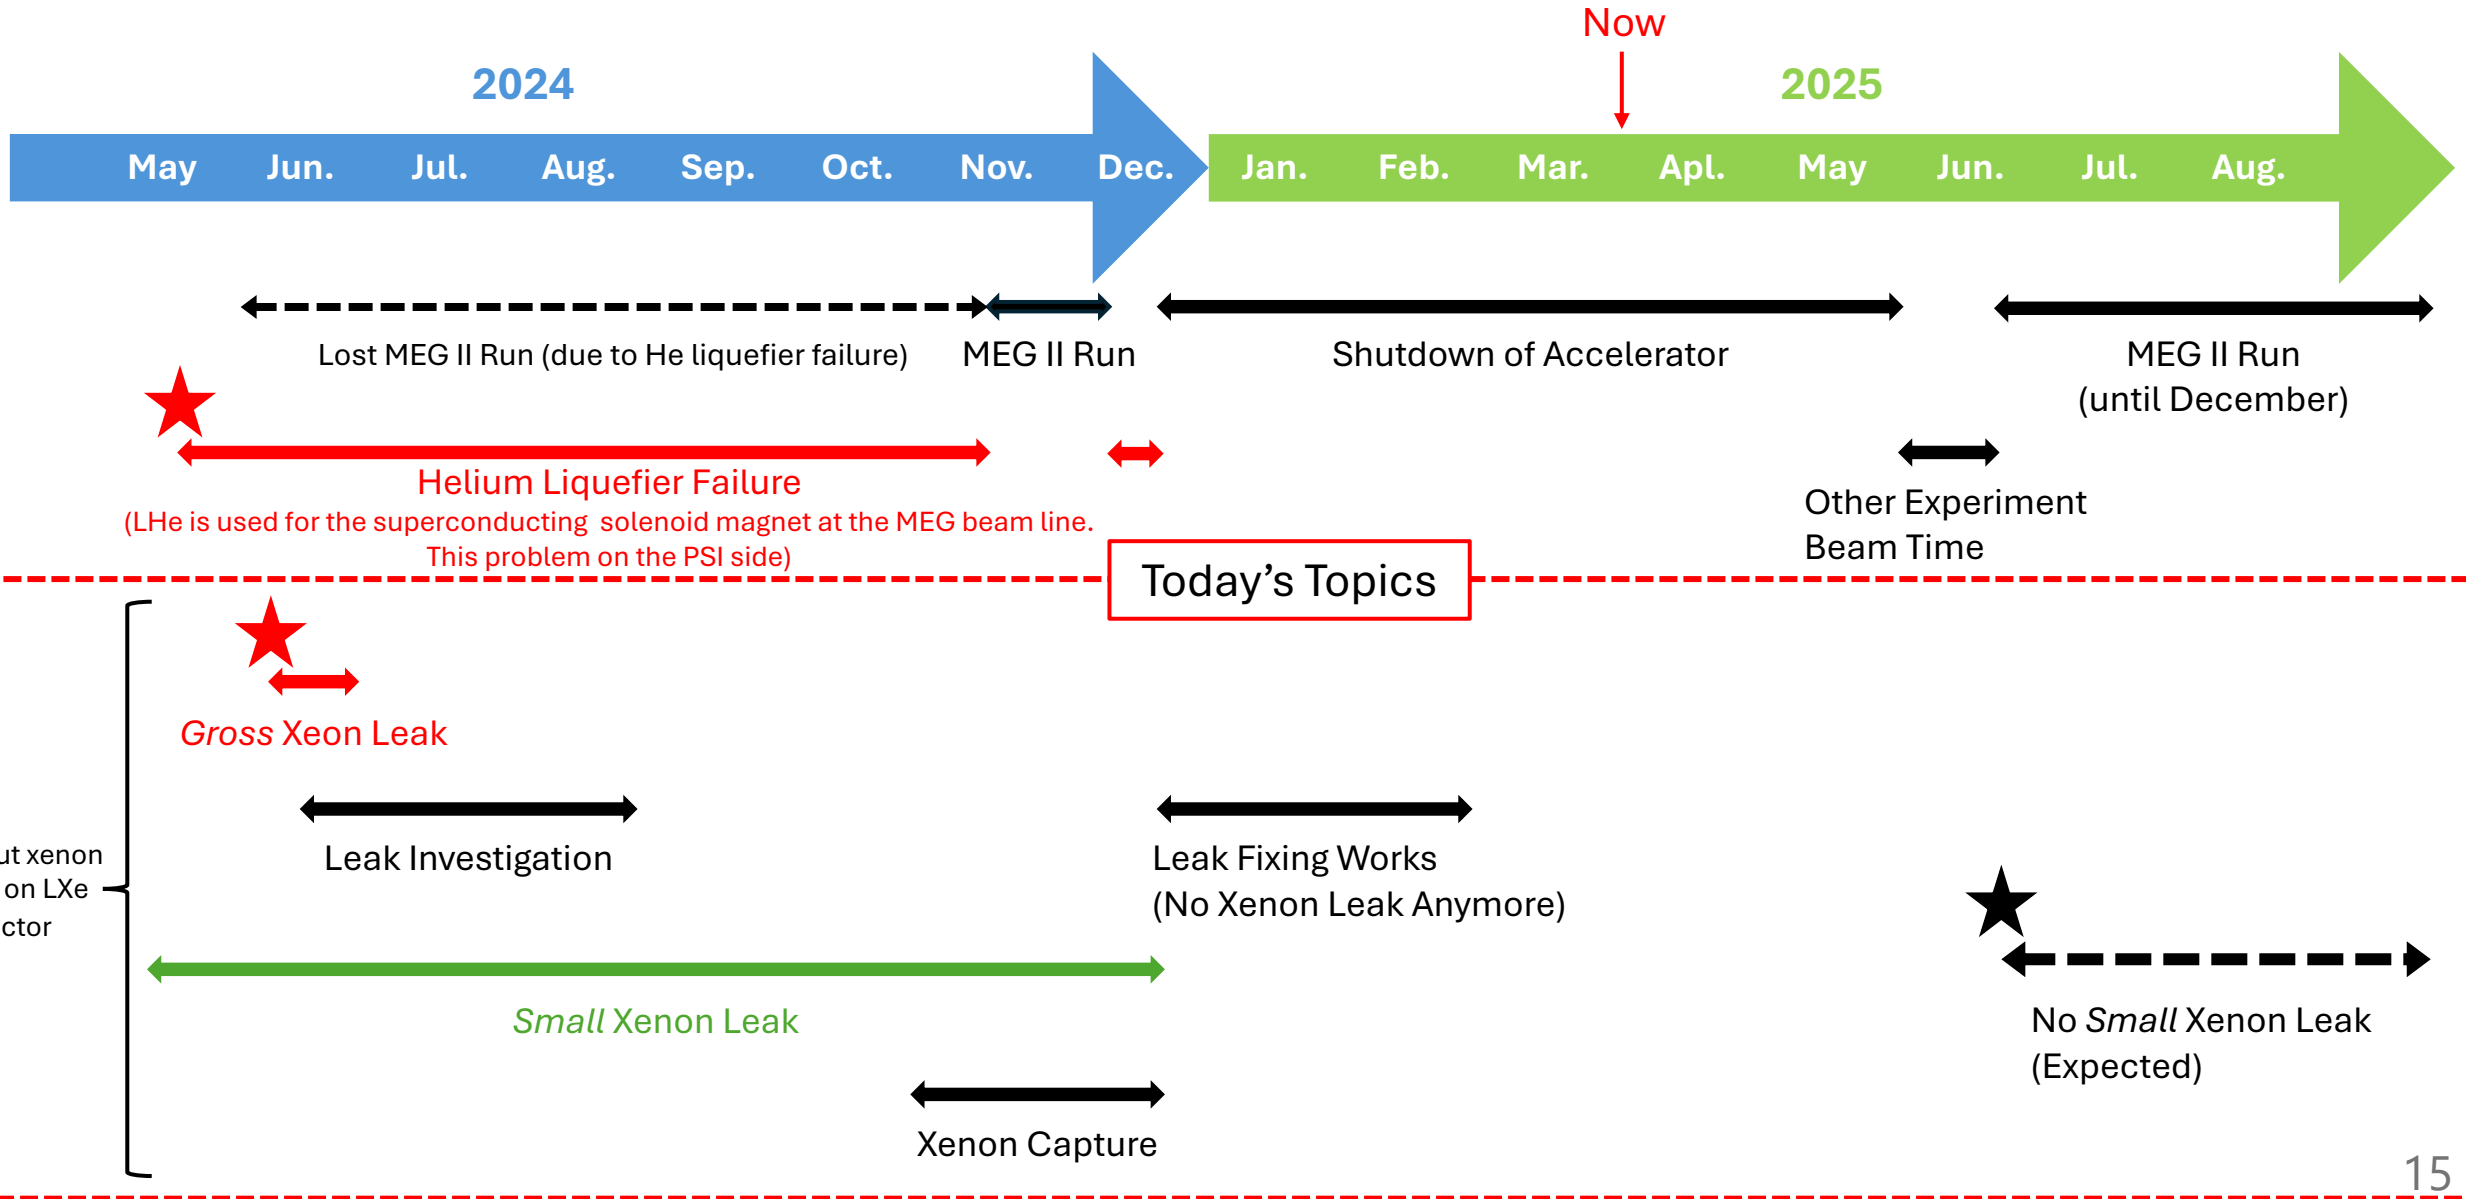 Now
2024
2025
May Jun. Jul. Aug. Sep. Oct. Nov. Dec. Jan. Feb. Mar. Apl. May Jun. Jul. Aug.
Lost MEG II Run (due to He liquefier failure)
MEG II Run
Shutdown of Accelerator
MEG II Run
(until December)
Helium Liquefier Failure
(LHe is used for the superconducting solenoid magnet at the MEG beam line.
This problem on the PSI side)
Other Experiment
Beam Time
Today's Topics
Gross Xeon Leak
Leak Investigation
Leak Fixing Works
(No Xenon Leak Anymore)
ut xenon
on LXe
ctor
Small Xenon Leak
No Small Xenon Leak
(Expected)
Xenon Capture
15